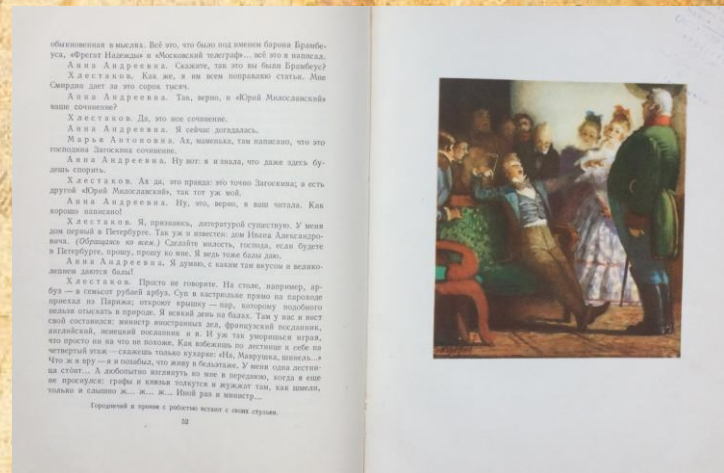 обыкновенная в мыслях. Всё это, что было под именем барона Брамбе-
уса, «Фрегат Надежды» и «Московский телеграф»... всё это я написал.
Анна Андреевна. Скажите, так это вы были Брамбеус?
Хлестаков. Как же, я им всем поправляю статьи. Мне
Смирдин дает за это сорок тысяч.
Анна Андреевна. Так, верно, и «Юрий Милославский»
ваше сочинение?
Хлестаков. Да, это мое сочинение.
Анна Андреевна. Я сейчас догадалась.
Марья Антоновна. Ах, маменька, там написано, что это
господина Загоскина сочинение.
Анна Андреевна. Ну вот: я и знала, что даже здесь бу-
дешь спорить.
Хлестаков. Ах да, это правда: это точно Загоскина; а есть
другой «Юрий Милославский», так тот уж мой.
Анна Андреевна. Ну, это, верно, я ваш читала. Как
хорошо написано!
Хлестаков. Я, признаюсь, литературой существую. У меня
дом первый в Петербурге. Так уж и известен: дом Ивана Александро-
вича. (Обращаясь ко всем.) Сделайте милость, господа, если будете
в Петербурге, прошу, прошу ко мне. Я ведь тоже балы даю.
Анна Андреевна. Я думаю, с каким там вкусом и велико-
лепием даются балы!
Хлестаков. Просто не говорите. На столе, например, ар-
буз — в семьсот рублей арбуз. Суп в кастрюльке прямо на пароходе
приехал из Парижа; откроют крышку — пар, которому подобного
нельзя отыскать в природе. Я всякий день на балах. Там у нас и вист
свой составился: министр иностранных дел, французский посланник,
английский, немецкий посланник и я. И уж так уморишься играя,
что просто ни на что не похоже. Как взбежишь по лестнице к себе на
четвертый этаж — скажешь только кухарке: «На, Маврушка, шинель...»
Что ж я вру — я и позабыл, что живу в бельэтаже. У меня одна лестни-
ца сто́ит... А любопытно взглянуть ко мне в переднюю, когда я еще
не проснулся: графы и князья толкутся и жужжат там, как шмели,
только и слышно ж... ж... ж... Иной раз и министр...
Городничий и прочие с робостью встают с своих стульев.
52